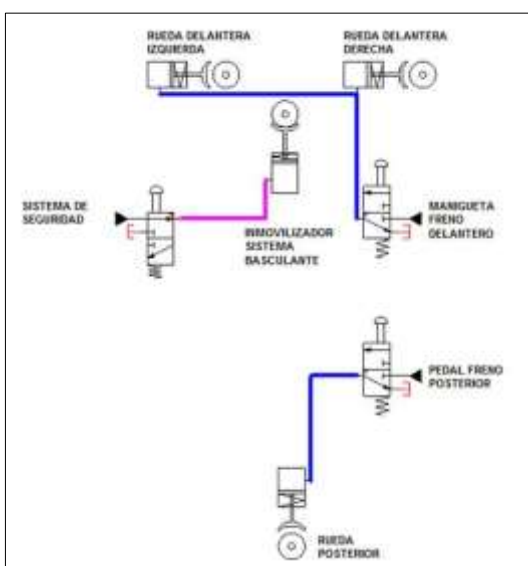 RUEDA DELANTERA
IZQUIERDA
RUEDA DELANTERA
DERECHA
SISTEMA DE
SEGURIDAD
INMOVILIZADOR
SISTEMA
BASCULANTE
MANIGUETA
FRENO
DELANTERO
PEDAL FRENO
POSTERIOR
RUEDA
POSTERIOR